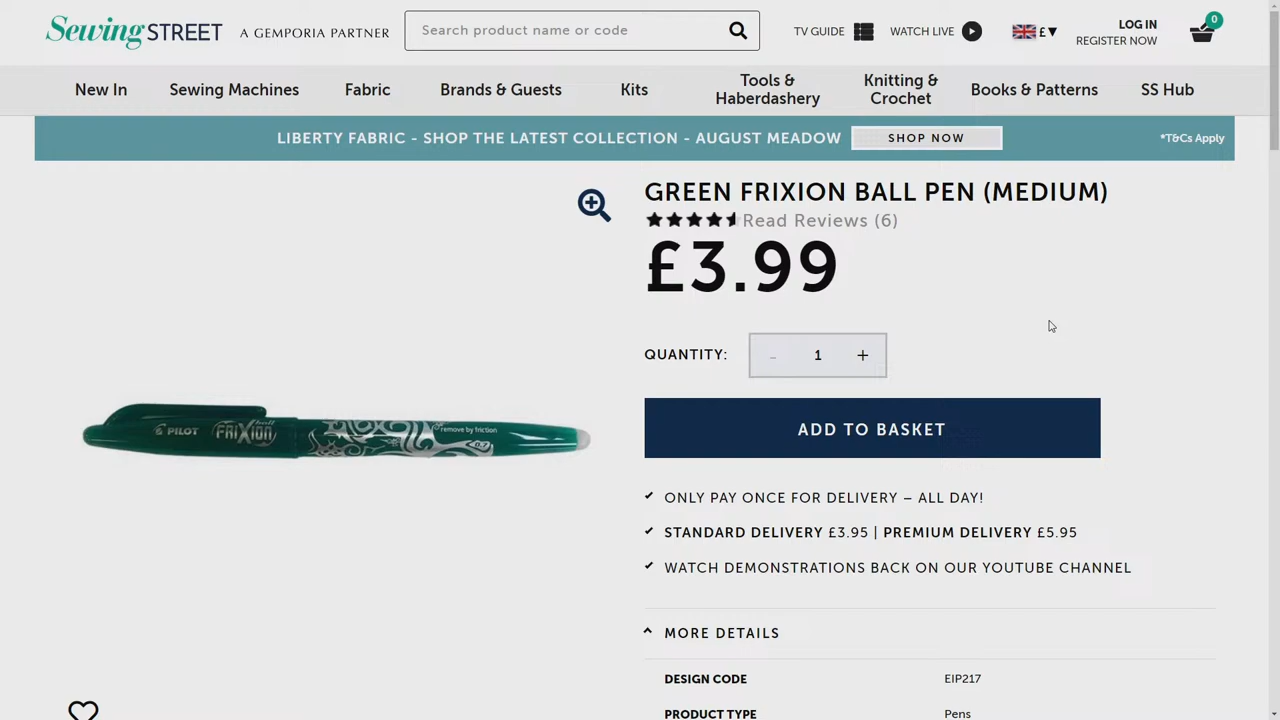 Sewing STREET
A GEMPORIA PARTNER
Search product name or code
TV GUIDE
WATCH LIVE
£▼
LOG IN
REGISTER NOW
0
New In
Sewing Machines
Fabric
Brands & Guests
Kits
Tools &
Haberdashery
Knitting &
Crochet
Books & Patterns
SS Hub
LIBERTY FABRIC - SHOP THE LATEST COLLECTION - AUGUST MEADOW
SHOP NOW
*T&Cs Apply
GREEN FRIXION BALL PEN (MEDIUM)
Read Reviews (6)
£3.99
QUANTITY:
- 1 +
PILOT
FRIXION ball
remove by friction
0.7
ADD TO BASKET
ONLY PAY ONCE FOR DELIVERY – ALL DAY!
STANDARD DELIVERY £3.95 | PREMIUM DELIVERY £5.95
WATCH DEMONSTRATIONS BACK ON OUR YOUTUBE CHANNEL
MORE DETAILS
DESIGN CODE EIP217
PRODUCT TYPE Pens